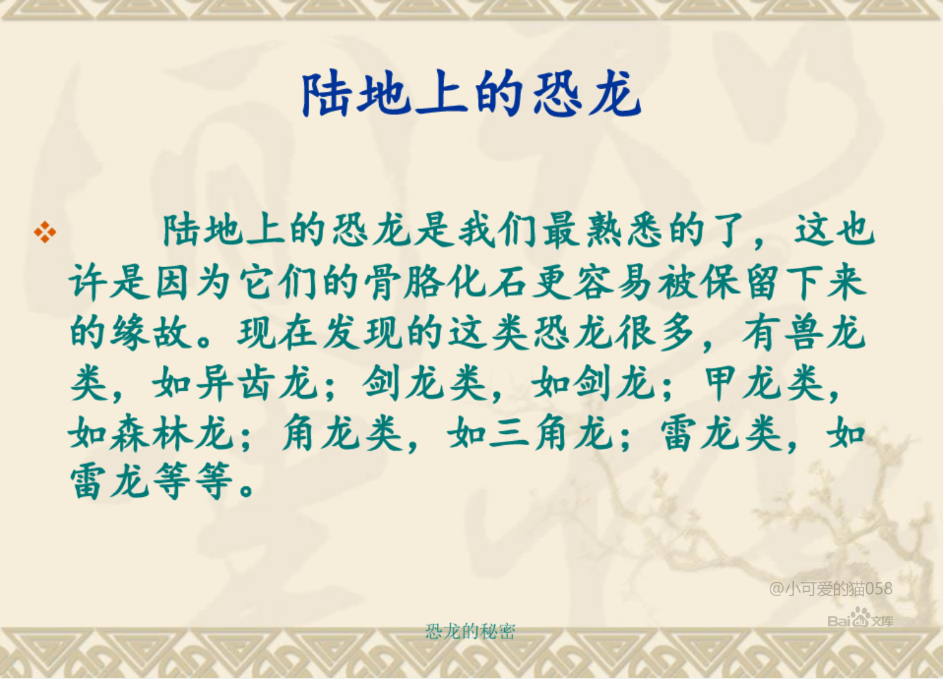 陆地上的恐龙
陆地上的恐龙是我们最熟悉的了，这也
许是因为它们的骨胳化石更容易被保留下来
的缘故。现在发现的这类恐龙很多，有兽龙
类，如异齿龙；剑龙类，如剑龙；甲龙类，
如森林龙；角龙类，如三角龙；雷龙类，如
雷龙等等。
@小可爱的猫058
Bai 文库
恐龙的秘密